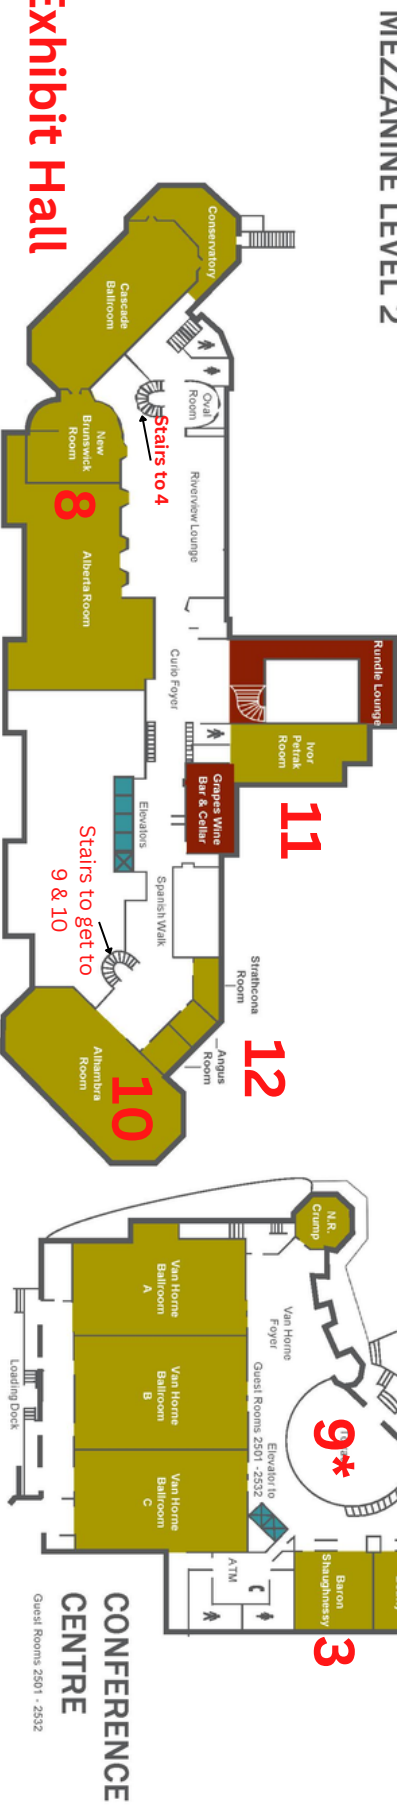 MEZZANINE LEVEL 2
Exhibit Hall
Conservatory
Cascade
Ballroom
Oval
Room
Stairs to 4
New
Brunswick
Room
8
Riverview Lounge
Alberta Room
Curio Foyer
Rundle Lounge
Ivor
Petrak
Room
11
Grapes Wine
Bar & Cellar
Elevators
Stairs to get to
9 & 10
Spanish Walk
Strathcona
Room
Angus
Room
12
Alhambra
Room
10
N.R.
Crump
Van Horne
Foyer
Van Horne
Ballroom
A
Van Horne
Ballroom
B
Van Horne
Ballroom
C
Guest Rooms 2501 - 2532
Elevator to
9*
Loading Dock
ATM
Baron
Shaughnessy
3
CONFERENCE
CENTRE
Guest Rooms 2501 - 2532